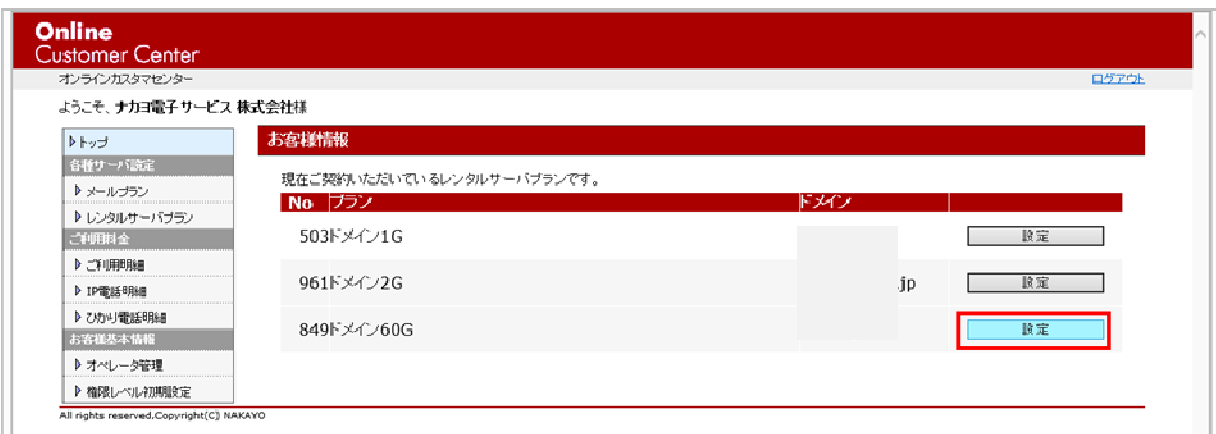 Online
Customer Center
オンラインカスタマセンター
ログアウト
ようこそ、ナカヨ電子サービス 株式会社様
トップ
各種サーバ設定
メールプラン
レンタルサーバプラン
ご利用料金
ご利用明細
IP電話明細
ひかり電話明細
お客様基本情報
オペレータ管理
権限レベル初期設定
お客様情報
現在ご契約いただいているレンタルサーバプランです。
No プラン ドメイン
503 ドメイン1G 設定
961 ドメイン2G .jp 設定
849 ドメイン60G 設定
All rights reserved.Copyright(C) NAKAYO